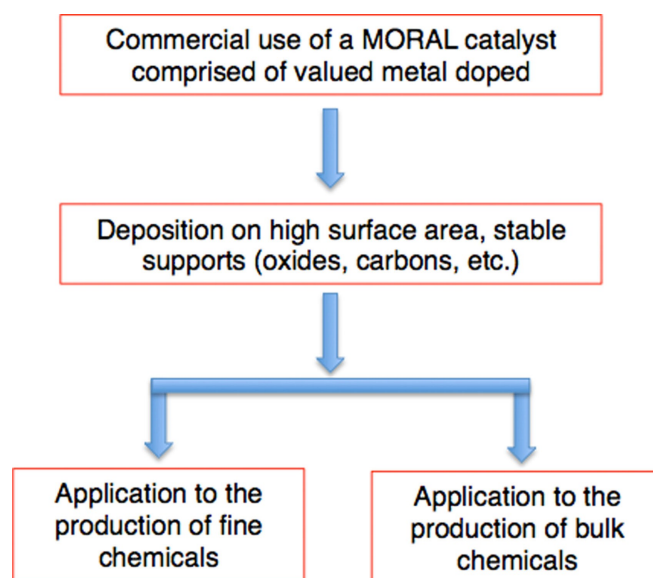 Commercial use of a MORAL catalyst
comprised of valued metal doped
Deposition on high surface area, stable
supports (oxides, carbons, etc.)
Application to the
production of fine
chemicals
Application to the
production of bulk
chemicals